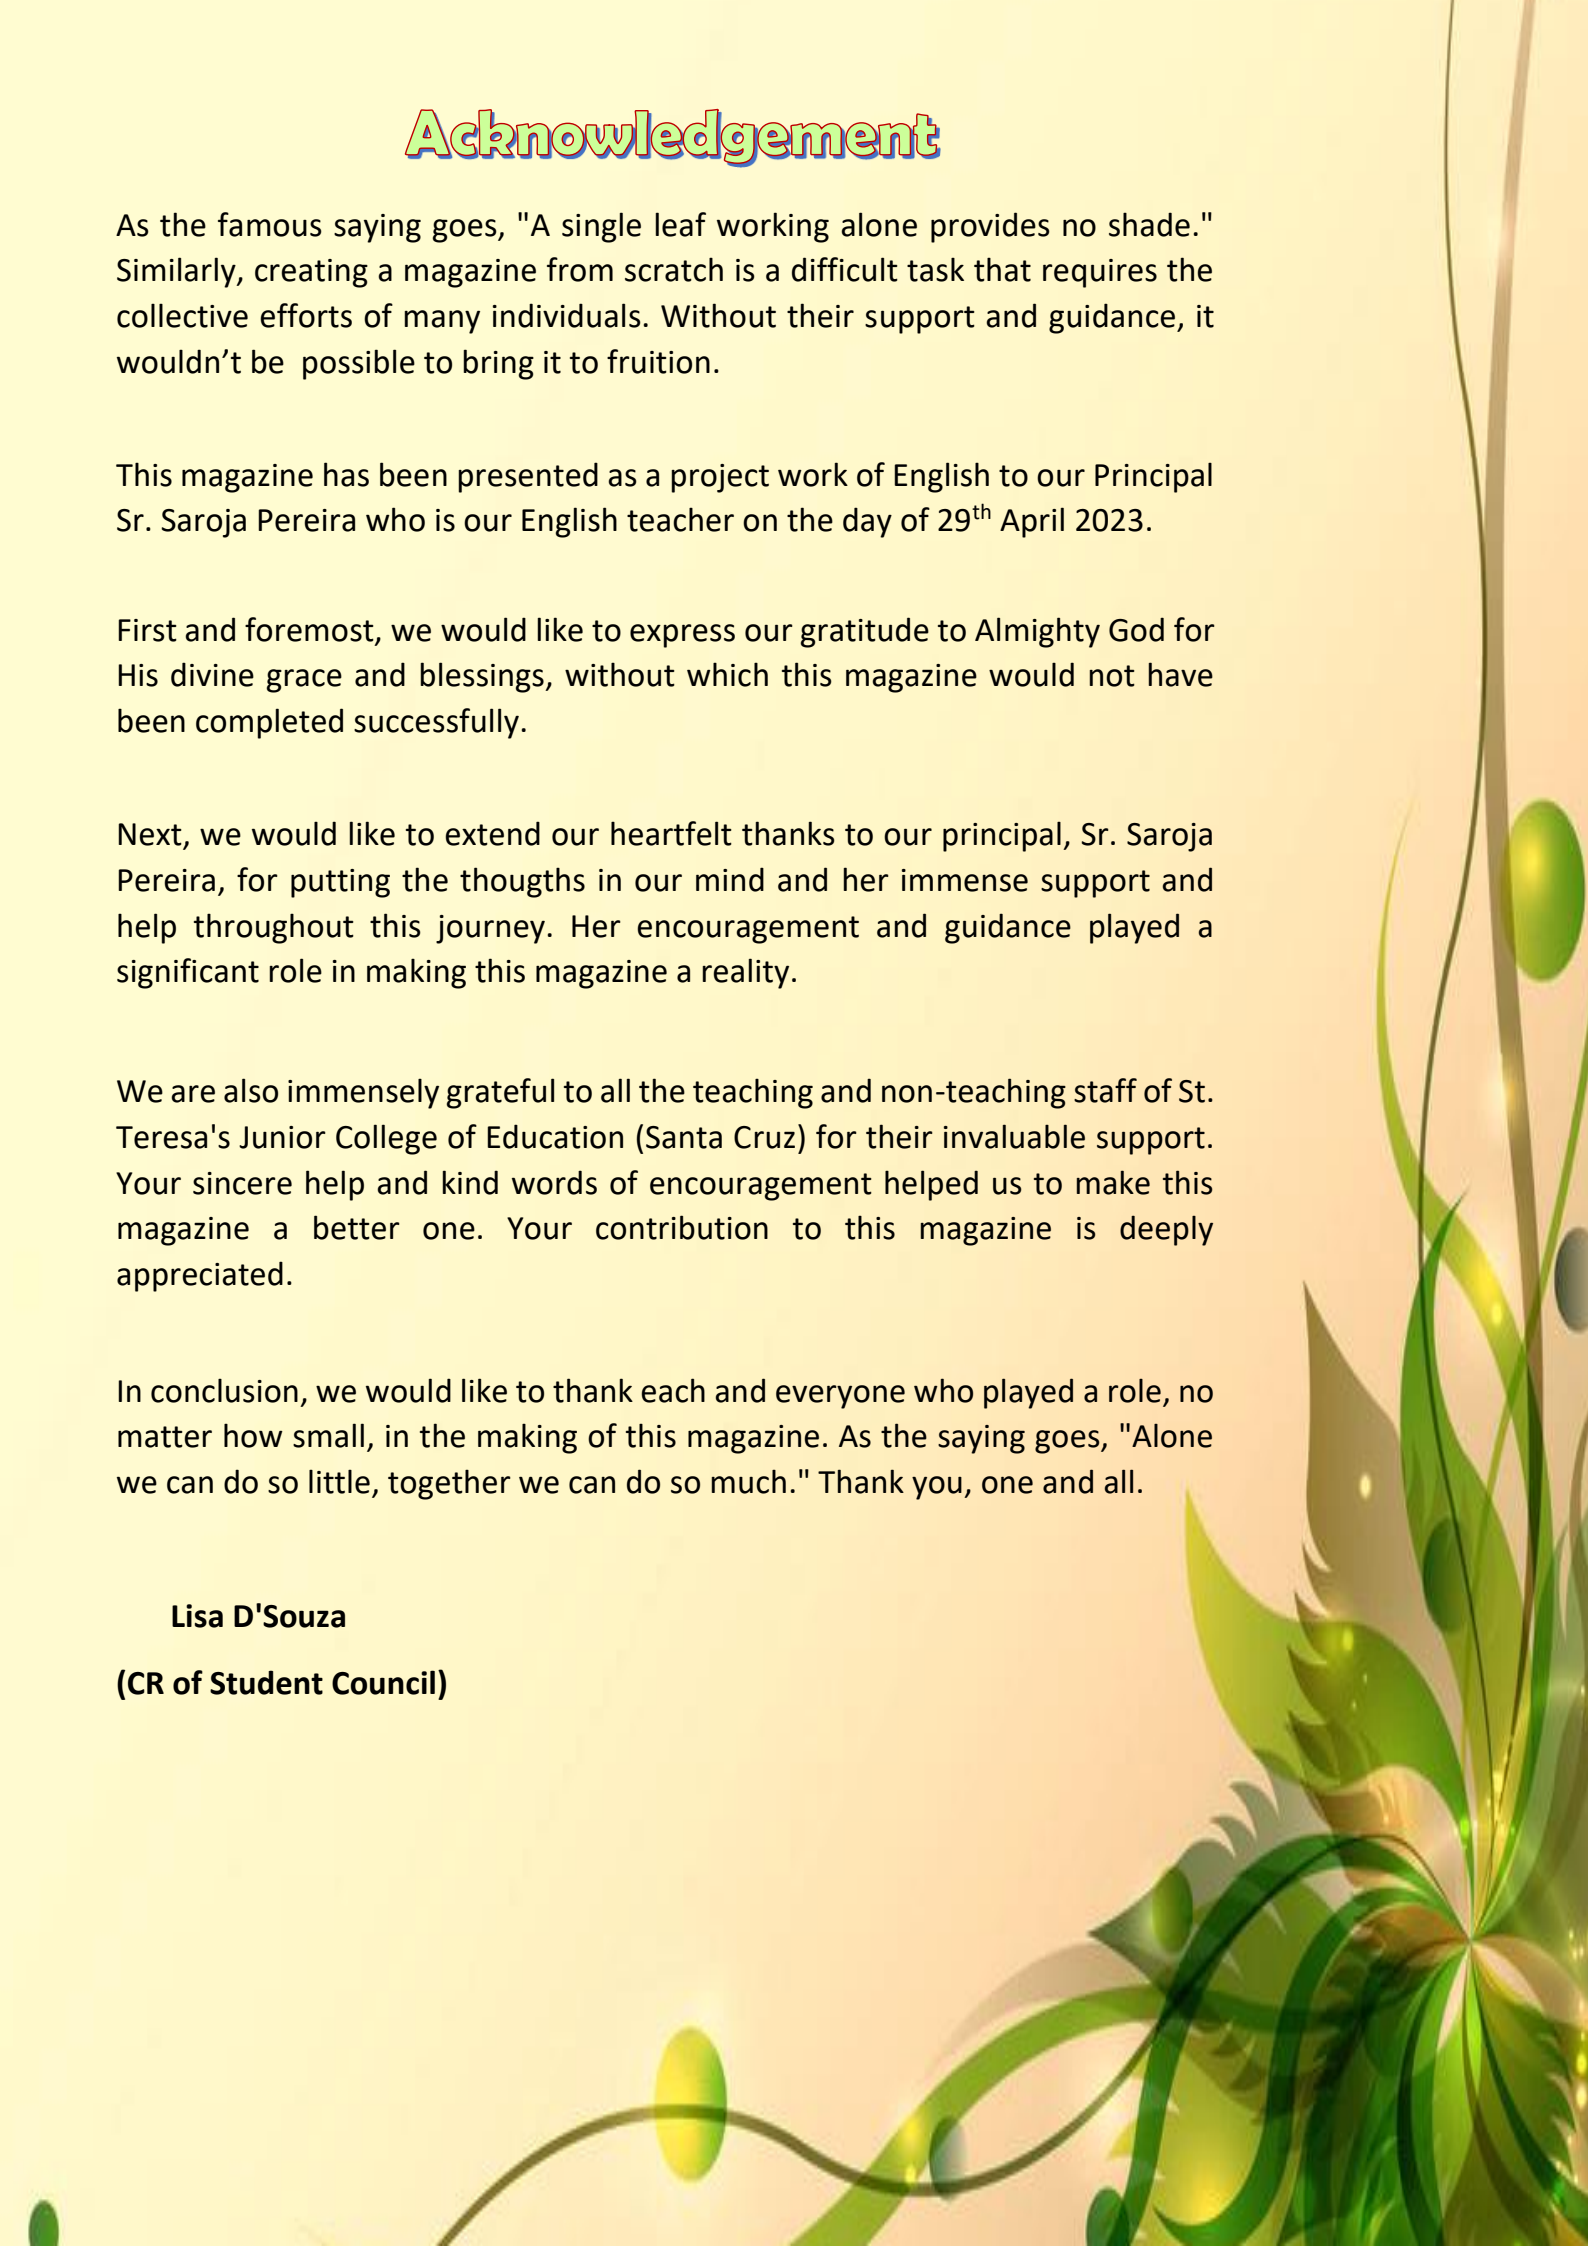 Acknowledgement
As the famous saying goes, "A single leaf working alone provides no shade."
Similarly, creating a magazine from scratch is a difficult task that requires the
collective efforts of many individuals. Without their support and guidance, it
wouldn’t be  possible to bring it to fruition.
This magazine has been presented as a project work of English to our Principal
Sr. Saroja Pereira who is our English teacher on the day of 29th April 2023.
First and foremost, we would like to express our gratitude to Almighty God for
His divine grace and blessings, without which this magazine would not have
been completed successfully.
Next, we would like to extend our heartfelt thanks to our principal, Sr. Saroja
Pereira, for putting the thougths in our mind and her immense support and
help throughout this journey. Her encouragement and guidance played a
significant role in making this magazine a reality.
We are also immensely grateful to all the teaching and non-teaching staff of St.
Teresa's Junior College of Education (Santa Cruz) for their invaluable support.
Your sincere help and kind words of encouragement helped us to make this
magazine a better one. Your contribution to this magazine is deeply
appreciated.
In conclusion, we would like to thank each and everyone who played a role, no
matter how small, in the making of this magazine. As the saying goes, "Alone
we can do so little, together we can do so much." Thank you, one and all.
Lisa D'Souza
(CR of Student Council)